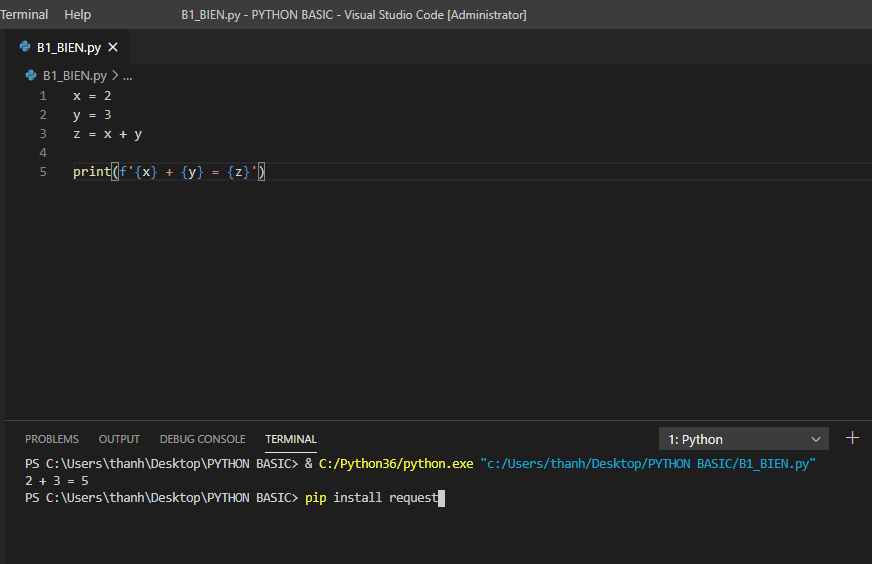 Terminal Help B1_BIEN.py - PYTHON BASIC - Visual Studio Code [Administrator]
B1_BIEN.py
B1_BIEN.py > ...
1 x = 2
2 y = 3
3 z = x + y
4
5 print(f'{x} + {y} = {z}')
PROBLEMS OUTPUT DEBUG CONSOLE TERMINAL 1: Python
PS C:\Users\thanh\Desktop\PYTHON BASIC> & C:/Python36/python.exe "c:/Users/thanh/Desktop/PYTHON BASIC/B1_BIEN.py"
2 + 3 = 5
PS C:\Users\thanh\Desktop\PYTHON BASIC> pip install request